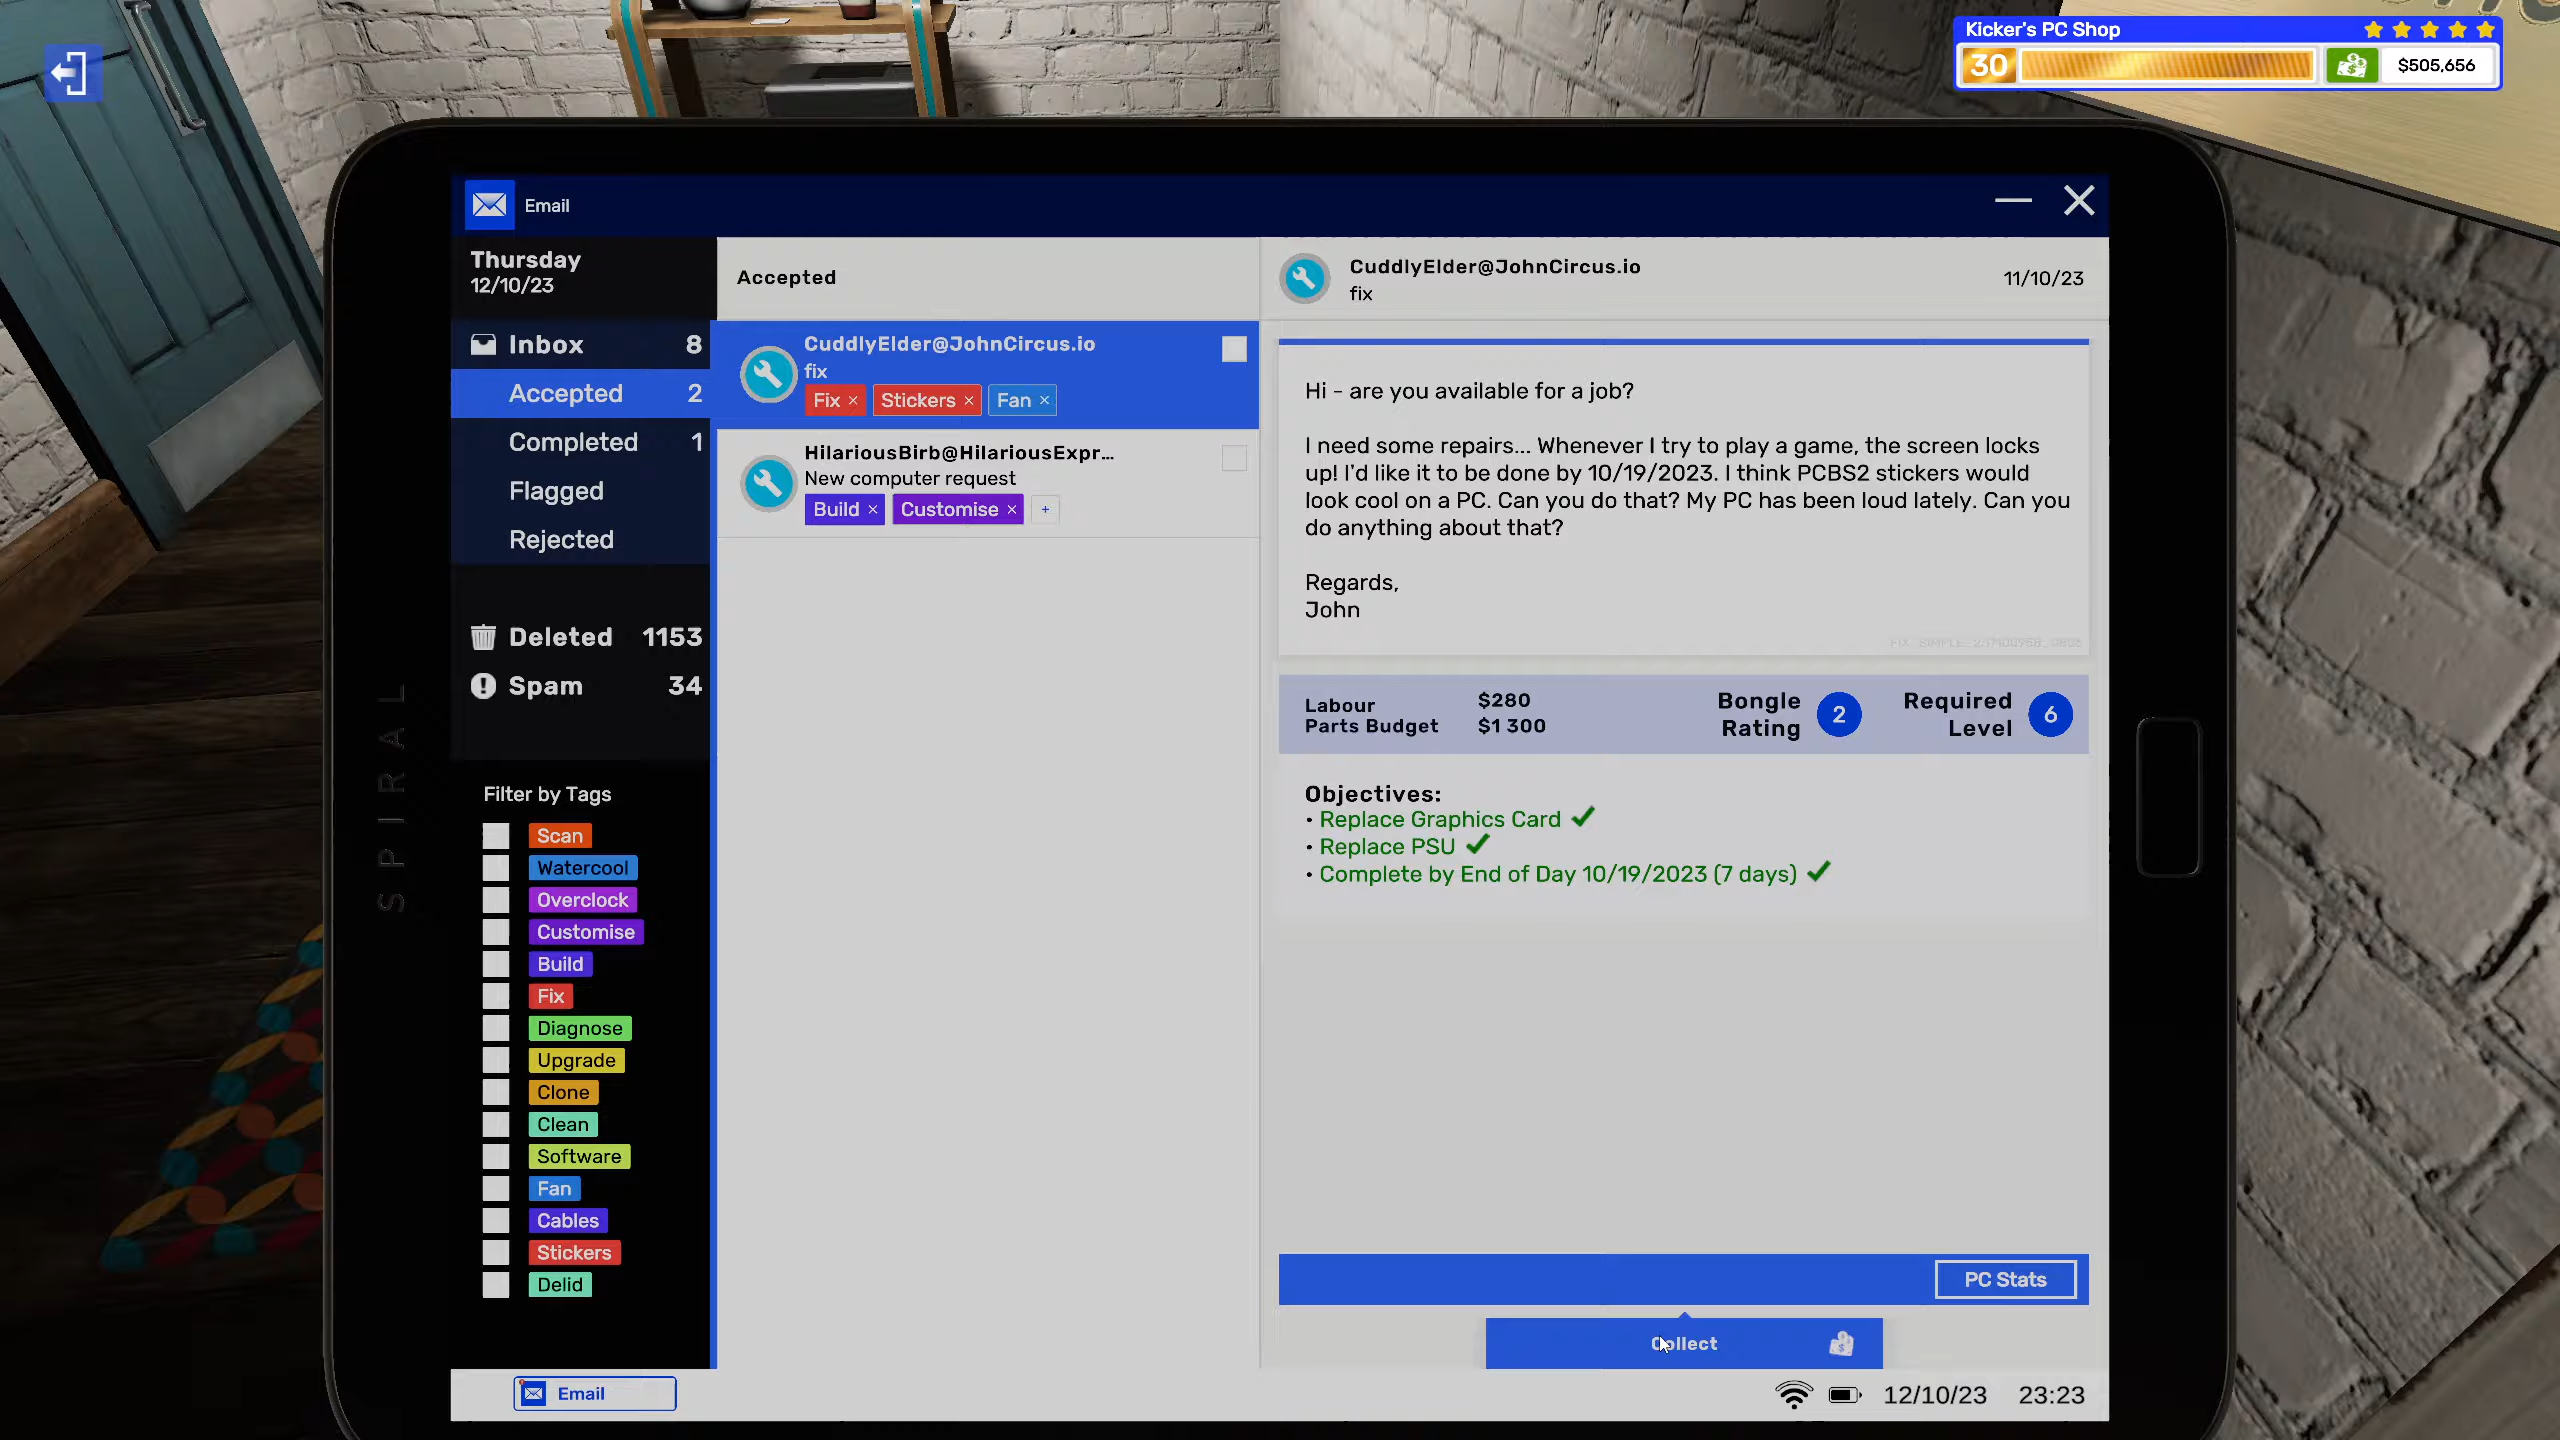 Kicker's PC Shop
30
$505,656
Email
Thursday
12/10/23
Inbox 8
Accepted 2
Completed 1
Flagged
Rejected
Deleted 1153
Spam 34
Filter by Tags
Scan
Watercool
Overclock
Customise
Build
Fix
Diagnose
Upgrade
Clone
Clean
Software
Fan
Cables
Stickers
Delid
Accepted
CuddlyElder@JohnCircus.io
fix
Fix × Stickers × Fan ×
HilariousBirb@HilariousExpr...
New computer request
Build × Customise × +
CuddlyElder@JohnCircus.io
fix
11/10/23
Hi - are you available for a job?
I need some repairs... Whenever I try to play a game, the screen locks
up! I'd like it to be done by 10/19/2023. I think PCBS2 stickers would
look cool on a PC. Can you do that? My PC has been loud lately. Can you
do anything about that?
Regards,
John
Labour $280
Parts Budget $1 300
Bongle
Rating 2
Required
Level 6
Objectives:
• Replace Graphics Card
• Replace PSU
• Complete by End of Day 10/19/2023 (7 days)
PC Stats
Collect
Email
12/10/23 23:23
SPIRAL